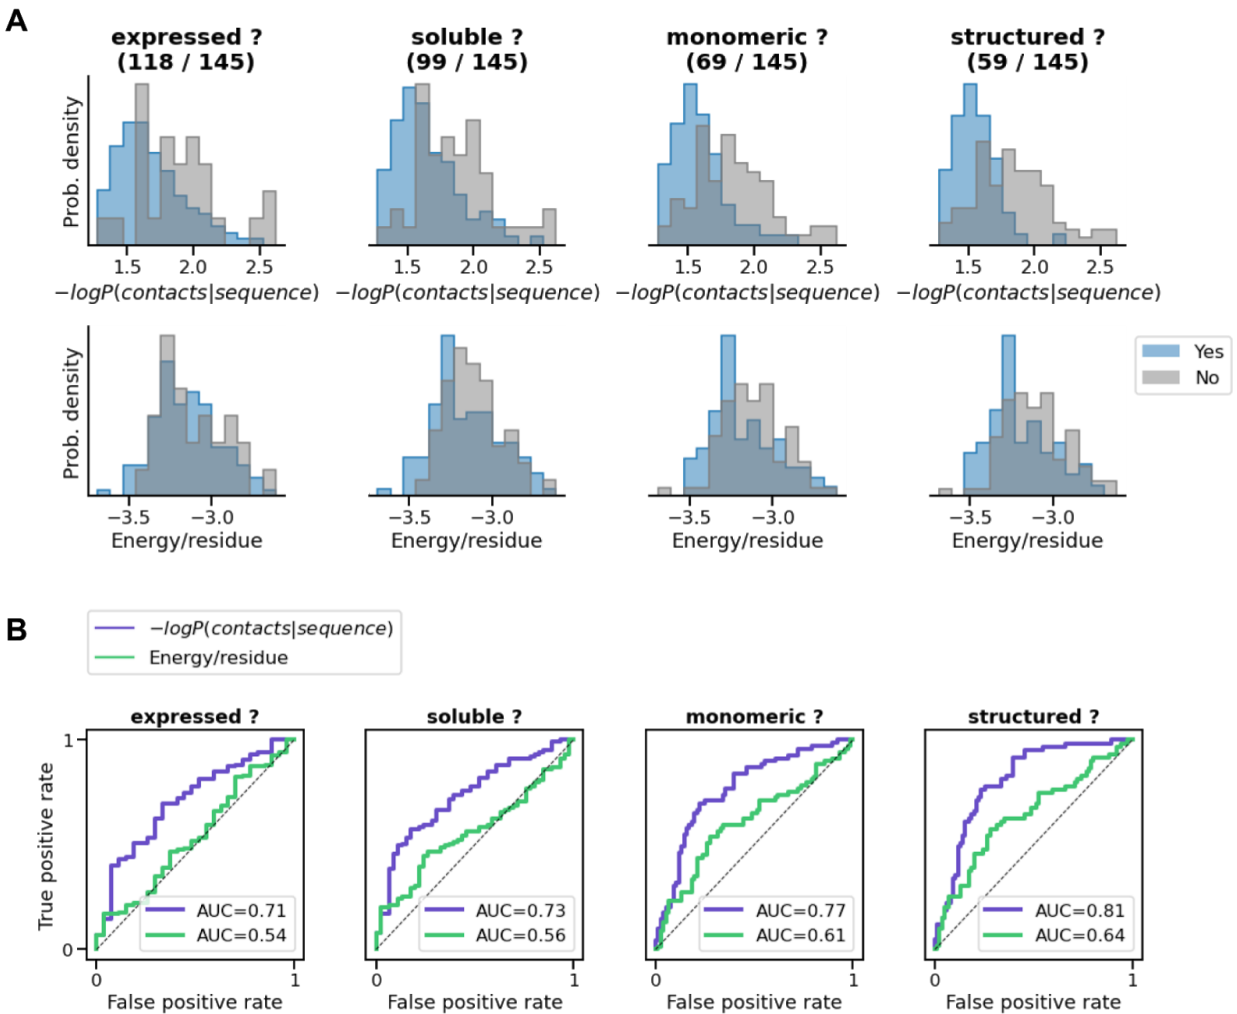 A
expressed ?
(118 / 145)
soluble ?
(99 / 145)
monomeric ?
(69 / 145)
structured ?
(59 / 145)
Prob. density
1.5 2.0 2.5
−logP(contacts|sequence)
1.5 2.0 2.5
−logP(contacts|sequence)
1.5 2.0 2.5
−logP(contacts|sequence)
1.5 2.0 2.5
−logP(contacts|sequence)
Prob. density
−3.5 −3.0
Energy/residue
−3.5 −3.0
Energy/residue
−3.5 −3.0
Energy/residue
−3.5 −3.0
Energy/residue
Yes
No
B
−logP(contacts|sequence)
Energy/residue
expressed ?
True positive rate
1
0
AUC=0.71
AUC=0.54
0 1
False positive rate
soluble ?
AUC=0.73
AUC=0.56
0 1
False positive rate
monomeric ?
AUC=0.77
AUC=0.61
0 1
False positive rate
structured ?
AUC=0.81
AUC=0.64
0 1
False positive rate